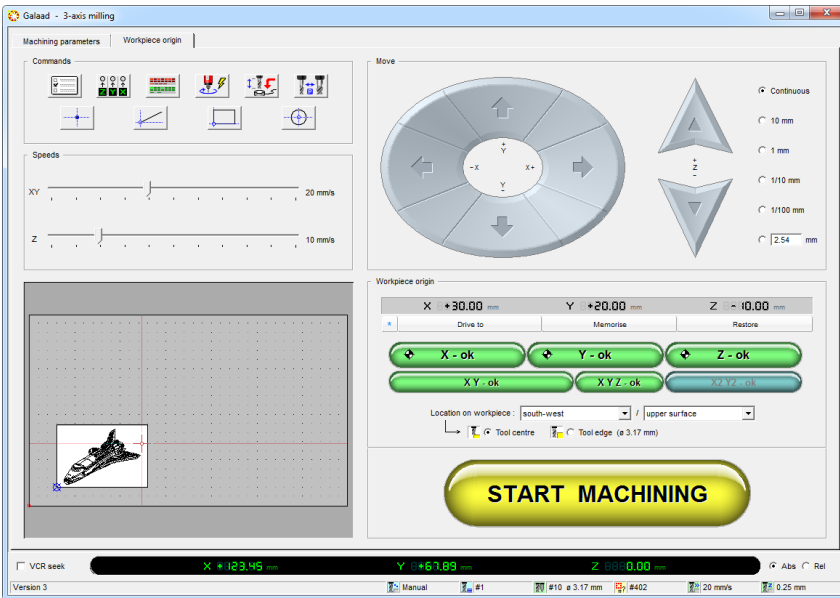 Galaad - 3-axis milling
Machining parameters
Workpiece origin
Commands
Z Y X
P
Speeds
XY
20 mm/s
Z
10 mm/s
Move
+
Y
-X X+
Y
-
+
Z
-
Continuous
10 mm
1 mm
1/10 mm
1/100 mm
2.54 mm
Workpiece origin
X +30.00 mm Y +20.00 mm Z -10.00 mm
* Drive to Memorise Restore
X - ok Y - ok Z - ok
X Y - ok X Y Z - ok X2 Y2 - ok
Location on workpiece : south-west / upper surface
Tool centre Tool edge (ø 3.17 mm)
START MACHINING
VCR seek X +123.45 mm Y +67.89 mm Z 0.00 mm Abs Rel
Version 3 Manual #1 #10 ø 3.17 mm #402 20 mm/s 0.25 mm